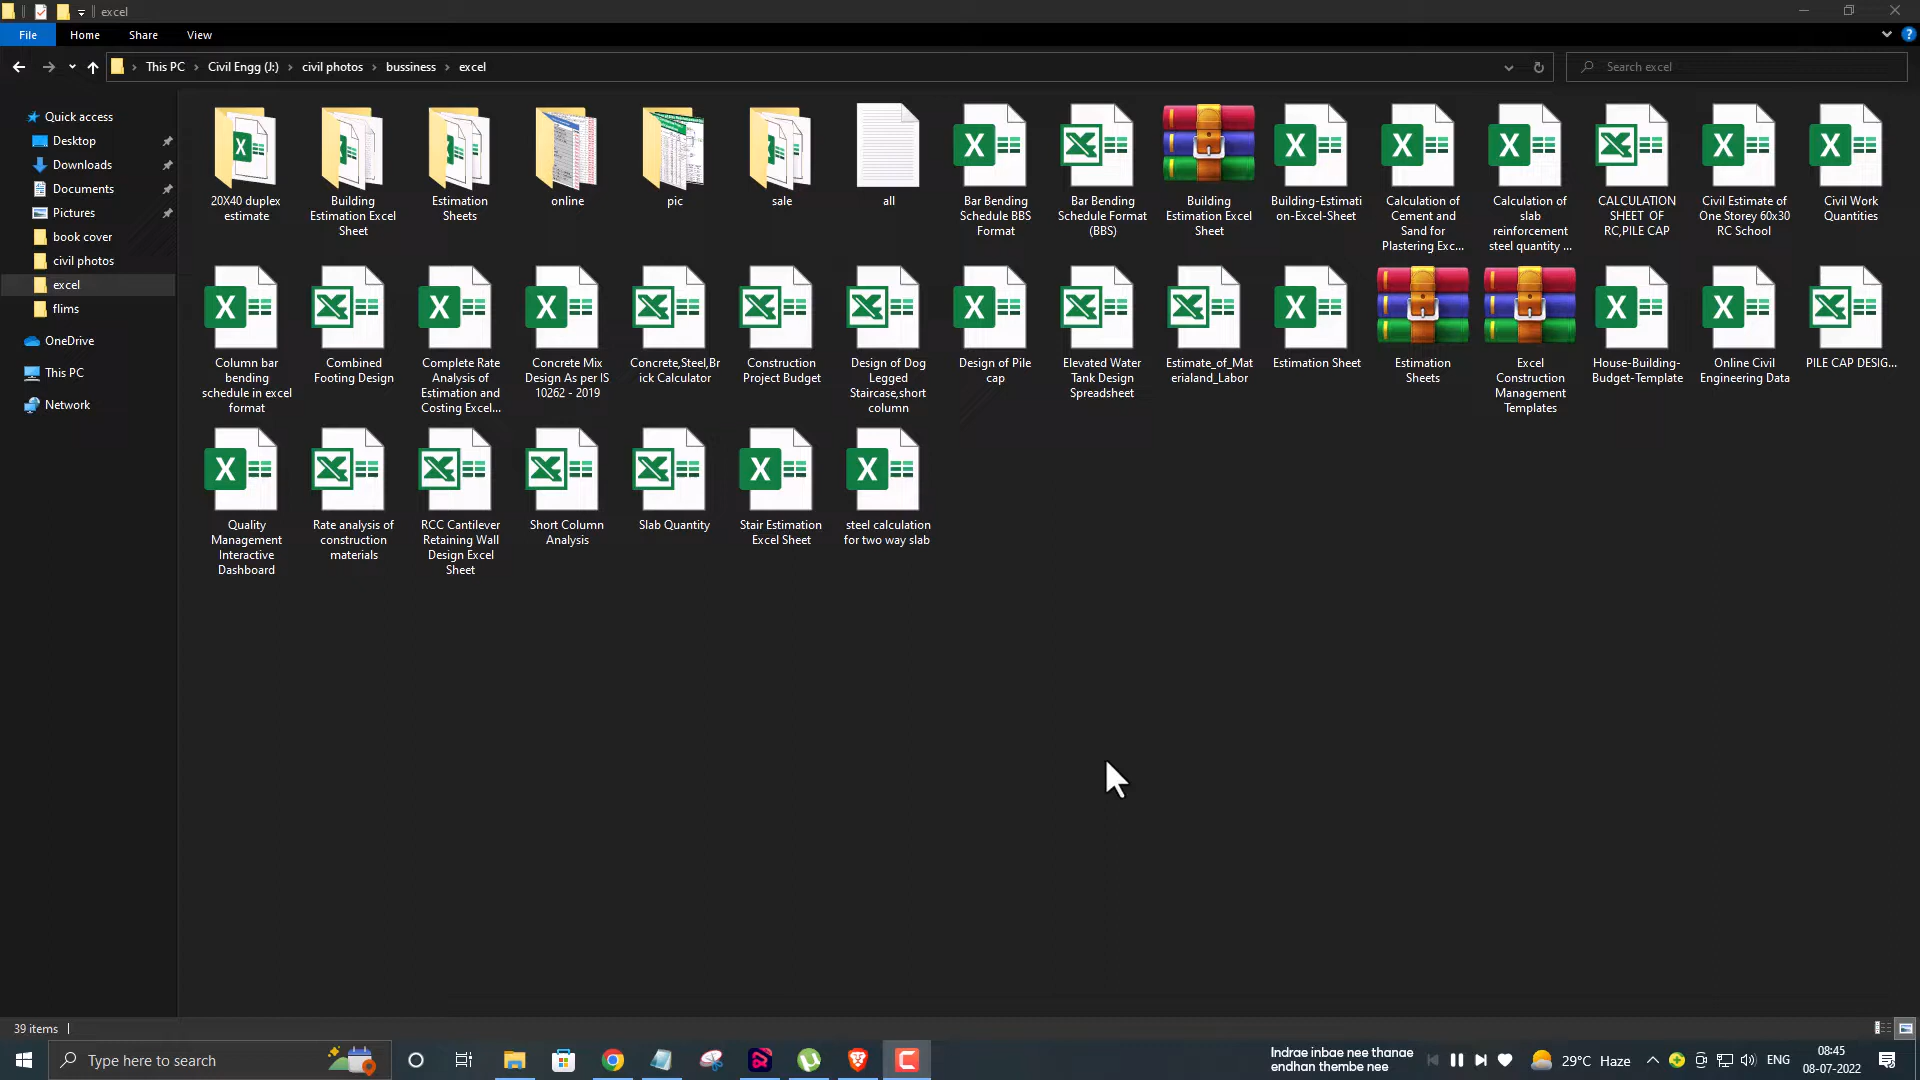 excel
File Home Share View
This PC Civil Engg (J:) civil photos bussiness excel
Search excel
Quick access
Desktop
Downloads
Documents
Pictures
book cover
civil photos
excel
flims
OneDrive
This PC
Network
20X40 duplex
estimate
Building
Estimation Excel
Sheet
Estimation
Sheets
online
pic
sale
all
Bar Bending
Schedule BBS
Format
Bar Bending
Schedule Format
(BBS)
Building
Estimation Excel
Sheet
Building-Estimati
on-Excel-Sheet
Calculation of
Cement and
Sand for
Plastering Exc...
Calculation of
slab
reinforcement
steel quantity ...
CALCULATION
SHEET OF
RC,PILE CAP
Civil Estimate of
One Storey 60x30
RC School
Civil Work
Quantities
Column bar
bending
schedule in excel
format
Combined
Footing Design
Complete Rate
Analysis of
Estimation and
Costing Excel...
Concrete Mix
Design As per IS
10262 - 2019
Concrete,Steel,Br
ick Calculator
Construction
Project Budget
Design of Dog
Legged
Staircase,short
column
Design of Pile
cap
Elevated Water
Tank Design
Spreadsheet
Estimate_of_Mat
erialand_Labor
Estimation Sheet
Estimation
Sheets
Excel
Construction
Management
Templates
House-Building-
Budget-Template
Online Civil
Engineering Data
PILE CAP DESIG...
Quality
Management
Interactive
Dashboard
Rate analysis of
construction
materials
RCC Cantilever
Retaining Wall
Design Excel
Sheet
Short Column
Analysis
Slab Quantity
Stair Estimation
Excel Sheet
steel calculation
for two way slab
39 items
Type here to search
Indrae inbae nee thanae
endhan thembe nee
29°C Haze
ENG
08:45
08-07-2022